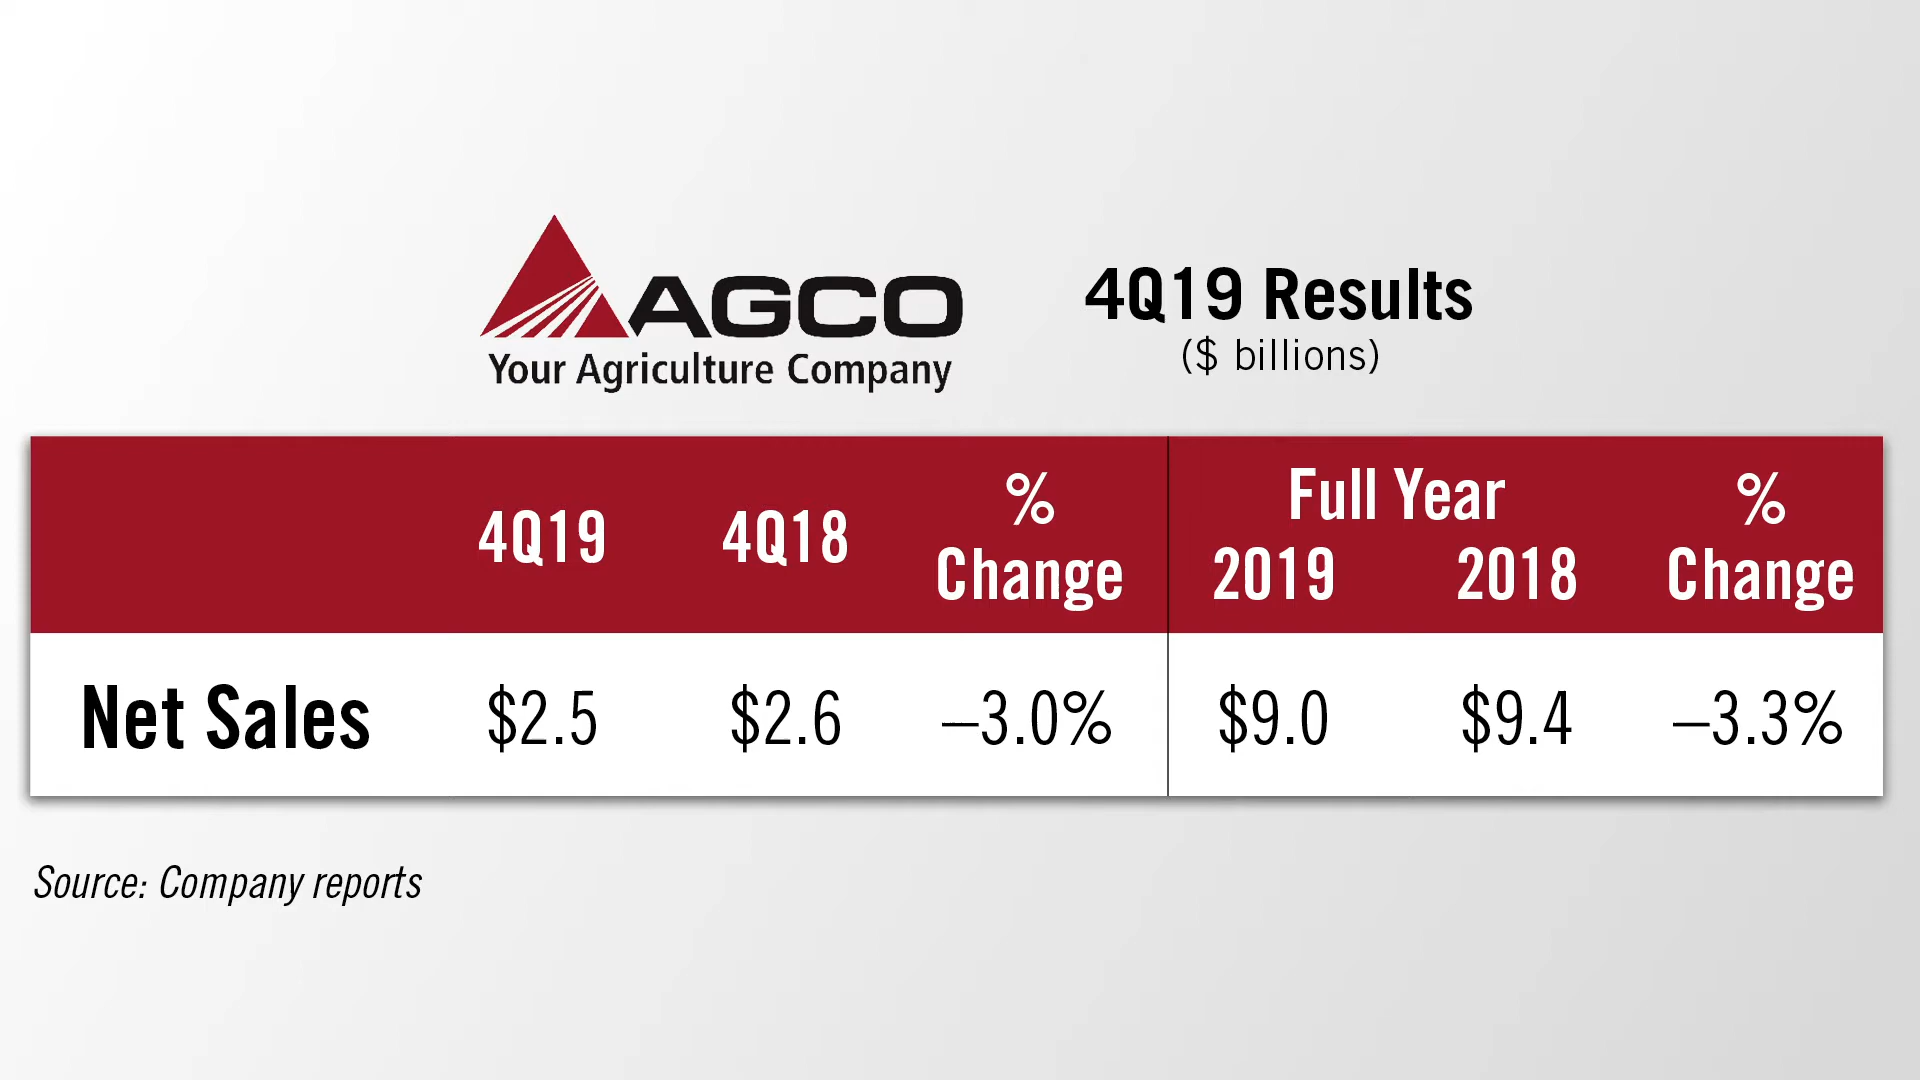 AGCO
Your Agriculture Company
4Q19 Results
($ billions)
4Q19 4Q18 % Change Full Year 2019 2018 % Change
Net Sales $2.5 $2.6 –3.0% $9.0 $9.4 –3.3%
Source: Company reports